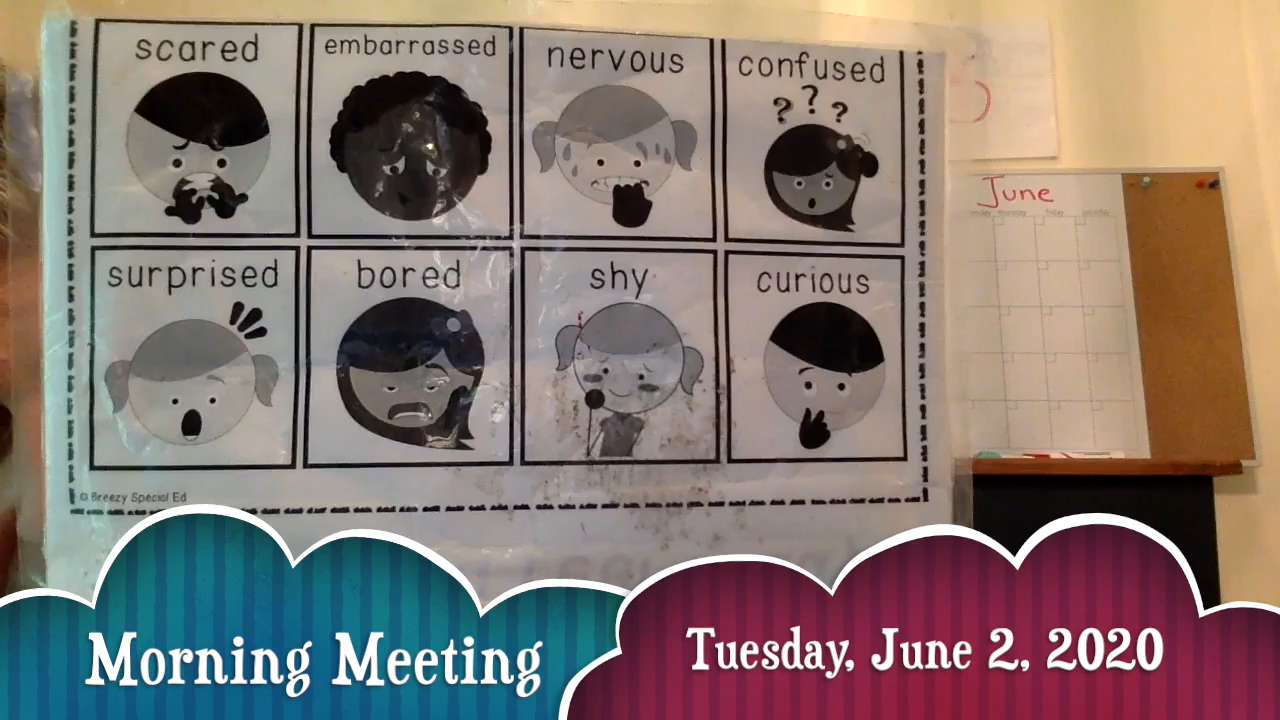 scared
embarrassed
nervous
confused
? ? ?
surprised
bored
shy
curious
© Breezy Special Ed
June
Morning Meeting
Tuesday, June 2, 2020